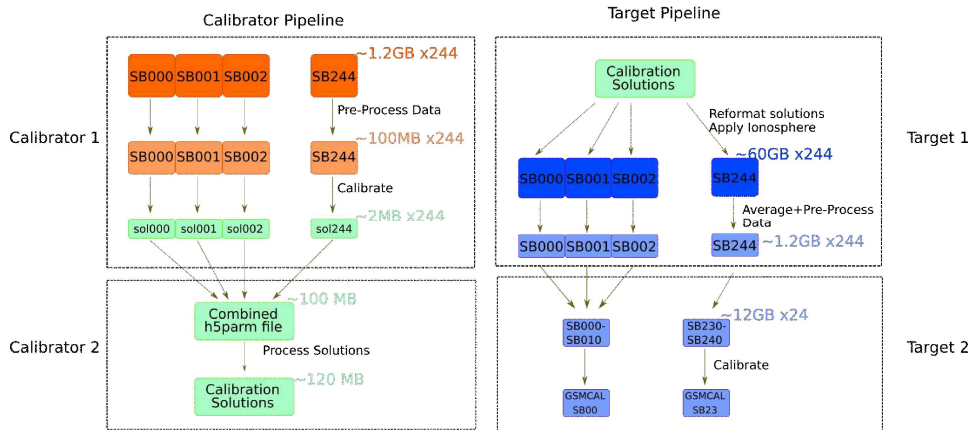 Calibrator Pipeline
Target Pipeline
Calibrator 1
SB000 SB001 SB002 SB244
~1.2GB x244
Pre-Process Data
SB000 SB001 SB002 SB244
~100MB x244
Calibrate
sol000 sol001 sol002 sol244
~2MB x244
Calibrator 2
Combined
h5parm file
~100 MB
Process Solutions
Calibration
Solutions
~120 MB
Target 1
Calibration
Solutions
Reformat solutions
Apply Ionosphere
SB000 SB001 SB002 SB244
~60GB x244
Average+Pre-Process
Data
SB000 SB001 SB002 SB244
~1.2GB x244
Target 2
SB000-
SB010
SB230-
SB240
~12GB x24
Calibrate
GSMCAL
SB00
GSMCAL
SB23